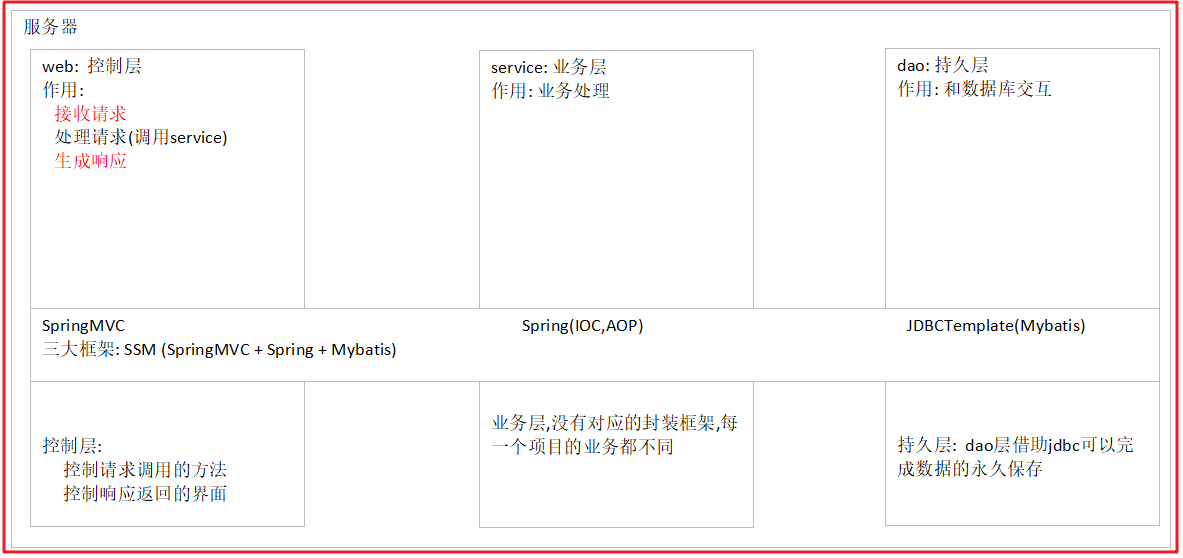 服务器
web: 控制层
作用:
接收请求
处理请求(调用service)
生成响应
service: 业务层
作用: 业务处理
dao: 持久层
作用: 和数据库交互
SpringMVC
Spring(IOC,AOP)
JDBCTemplate(Mybatis)
三大框架: SSM (SpringMVC + Spring + Mybatis)
控制层:
控制请求调用的方法
控制响应返回的界面
业务层,没有对应的封装框架,每
一个项目的业务都不同
持久层: dao层借助jdbc可以完
成数据的永久保存